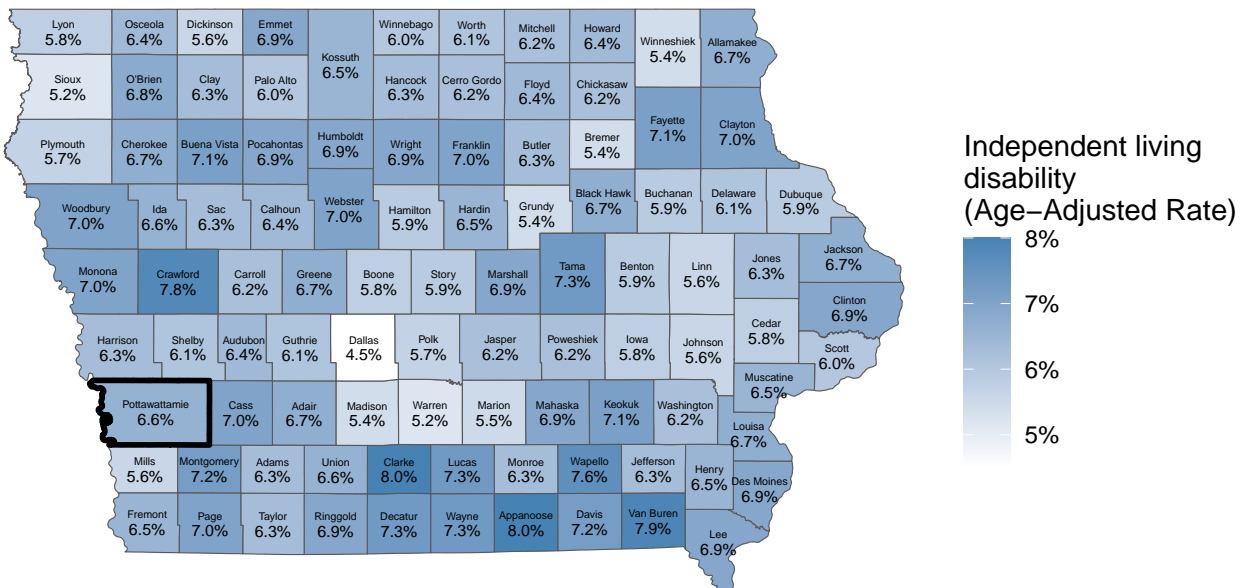 Lyon Osceola Dickinson Emmet Winnebago Worth Mitchell Howard Winneshiek Allamakee
5.8% 6.4% 5.6% 6.9% 6.0% 6.1% 6.2% 6.4% 5.4% 6.7%
Kossuth
6.5%
Sioux O'Brien Clay Palo Alto Hancock Cerro Gordo Floyd Chickasaw
5.2% 6.8% 6.3% 6.0% 6.3% 6.2% 6.4% 6.2%
Fayette Clayton
7.1% 7.0%
Plymouth Cherokee Buena Vista Pocahontas Humboldt Wright Franklin Butler Bremer
5.7% 6.7% 7.1% 6.9% 6.9% 6.9% 7.0% 6.3% 5.4%
Woodbury Ida Sac Calhoun Webster Hamilton Hardin Grundy Black Hawk Buchanan Delaware Dubuque
7.0% 6.6% 6.3% 6.4% 7.0% 5.9% 6.5% 5.4% 6.7% 5.9% 6.1% 5.9%
Monona Crawford Carroll Greene Boone Story Marshall Tama Benton Linn Jones Jackson
7.0% 7.8% 6.2% 6.7% 5.8% 5.9% 6.9% 7.3% 5.9% 5.6% 6.3% 6.7%
Clinton
6.9%
Harrison Shelby Audubon Guthrie Dallas Polk Jasper Poweshiek Iowa Johnson Cedar Scott
6.3% 6.1% 6.4% 6.1% 4.5% 5.7% 6.2% 6.2% 5.8% 5.6% 5.8% 6.0%
Muscatine
6.5%
Pottawattamie Cass Adair Madison Warren Marion Mahaska Keokuk Washington Louisa
6.6% 7.0% 6.7% 5.4% 5.2% 5.5% 6.9% 7.1% 6.2% 6.7%
Mills Montgomery Adams Union Clarke Lucas Monroe Wapello Jefferson Henry Des Moines
5.6% 7.2% 6.3% 6.6% 8.0% 7.3% 6.3% 7.6% 6.3% 6.5% 6.9%
Fremont Page Taylor Ringgold Decatur Wayne Appanoose Davis Van Buren Lee
6.5% 7.0% 6.3% 6.9% 7.3% 7.3% 8.0% 7.2% 7.9% 6.9%
Independent living
disability
(Age−Adjusted Rate)
8%
7%
6%
5%